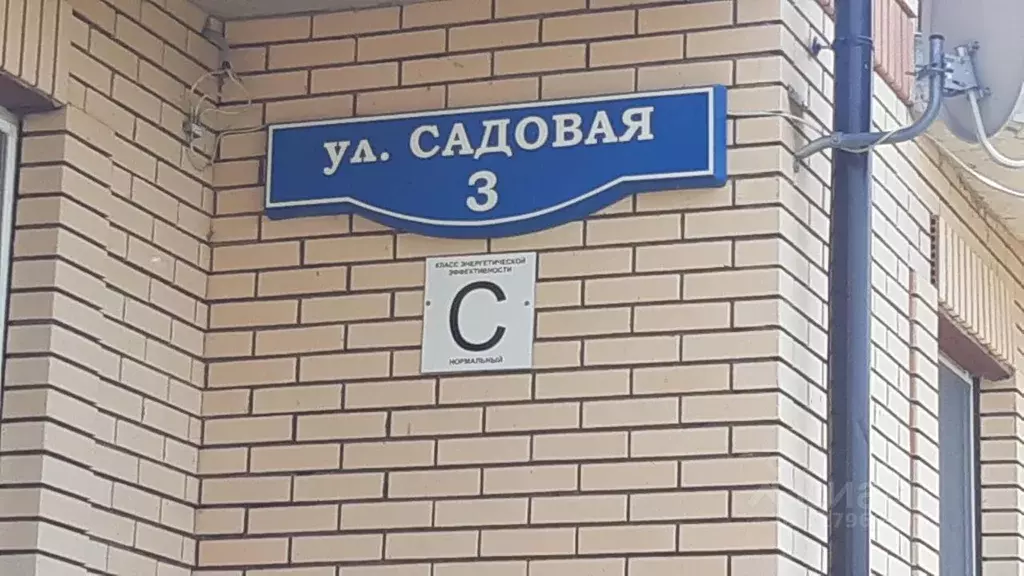 ул. САДОВАЯ
3
КЛАСС ЭНЕРГЕТИЧЕСКОЙ
ЭФФЕКТИВНОСТИ
С
НОРМАЛЬНЫЙ